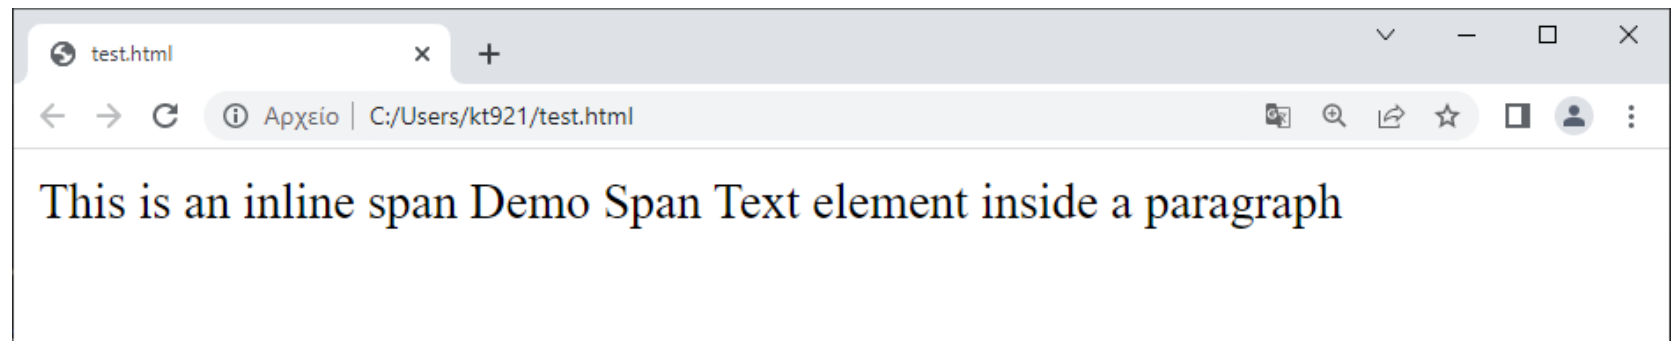 test.html
Αρχείο C:/Users/kt921/test.html
This is an inline span Demo Span Text element inside a paragraph